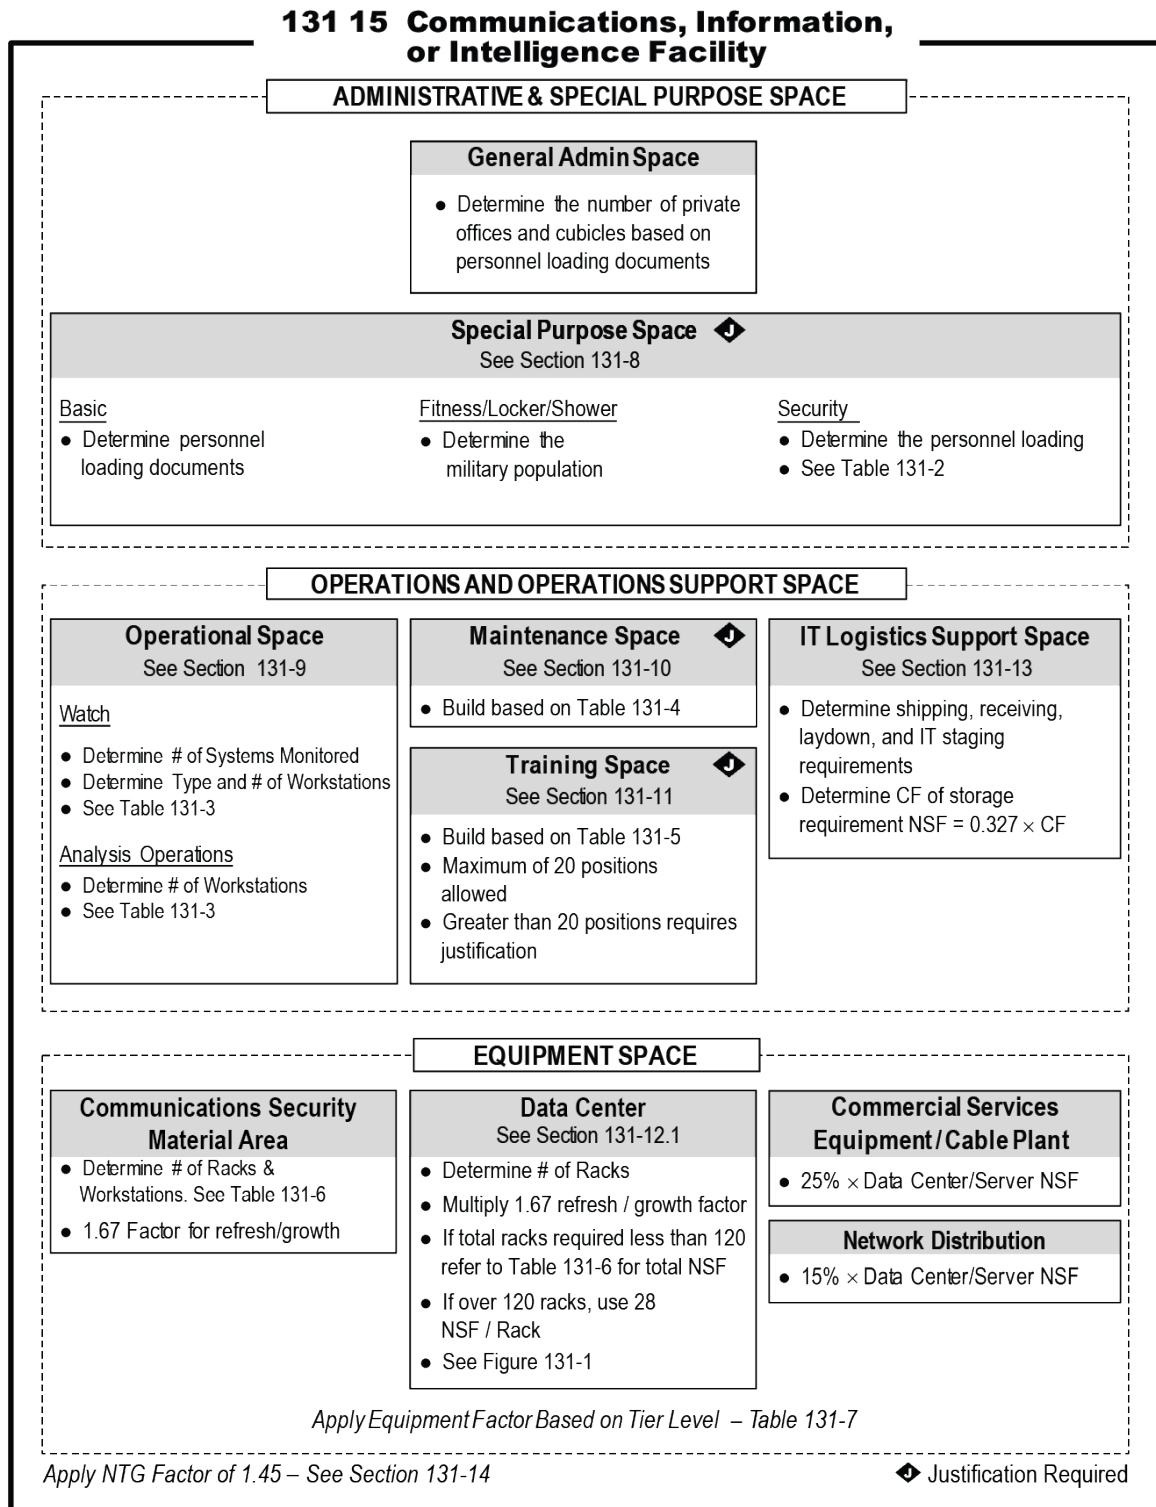 131 15 Communications, Information,
or Intelligence Facility
ADMINISTRATIVE & SPECIAL PURPOSE SPACE
General Admin Space
● Determine the number of private
offices and cubicles based on
personnel loading documents
Special Purpose Space J
See Section 131-8
Basic
● Determine personnel
loading documents
Fitness/Locker/Shower
● Determine the
military population
Security
● Determine the personnel loading
● See Table 131-2
OPERATIONS AND OPERATIONS SUPPORT SPACE
Operational Space
See Section 131-9
Watch
● Determine # of Systems Monitored
● Determine Type and # of Workstations
● See Table 131-3
Analysis Operations
● Determine # of Workstations
● See Table 131-3
Maintenance Space J
See Section 131-10
● Build based on Table 131-4
Training Space J
See Section 131-11
● Build based on Table 131-5
● Maximum of 20 positions
allowed
● Greater than 20 positions requires
justification
IT Logistics Support Space
See Section 131-13
● Determine shipping, receiving,
laydown, and IT staging
requirements
● Determine CF of storage
requirement NSF = 0.327 × CF
EQUIPMENT SPACE
Communications Security
Material Area
● Determine # of Racks &
Workstations. See Table 131-6
● 1.67 Factor for refresh/growth
Data Center
See Section 131-12.1
● Determine # of Racks
● Multiply 1.67 refresh / growth factor
● If total racks required less than 120
refer to Table 131-6 for total NSF
● If over 120 racks, use 28
NSF / Rack
● See Figure 131-1
Commercial Services
Equipment / Cable Plant
● 25% × Data Center/Server NSF
Network Distribution
● 15% × Data Center/Server NSF
Apply Equipment Factor Based on Tier Level – Table 131-7
Apply NTG Factor of 1.45 – See Section 131-14
J Justification Required